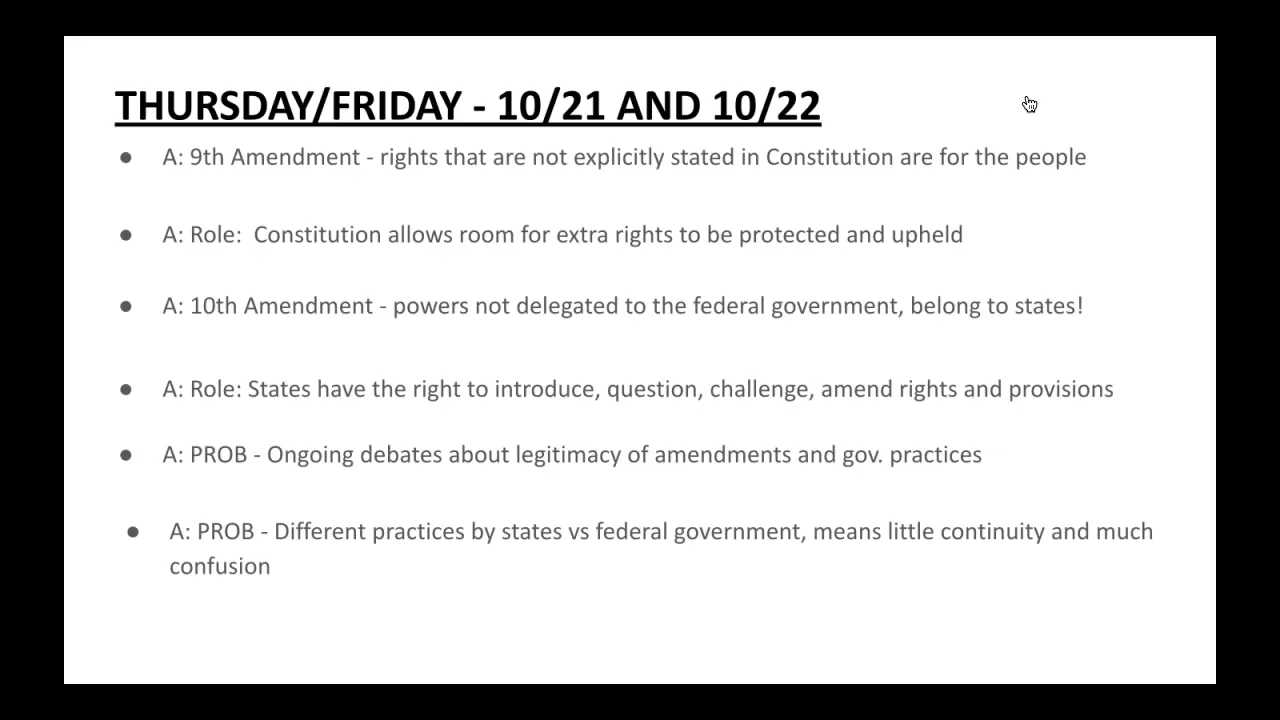 THURSDAY/FRIDAY - 10/21 AND 10/22
● A: 9th Amendment - rights that are not explicitly stated in Constitution are for the people
● A: Role:  Constitution allows room for extra rights to be protected and upheld
● A: 10th Amendment - powers not delegated to the federal government, belong to states!
● A: Role: States have the right to introduce, question, challenge, amend rights and provisions
● A: PROB - Ongoing debates about legitimacy of amendments and gov. practices
● A: PROB - Different practices by states vs federal government, means little continuity and much
confusion